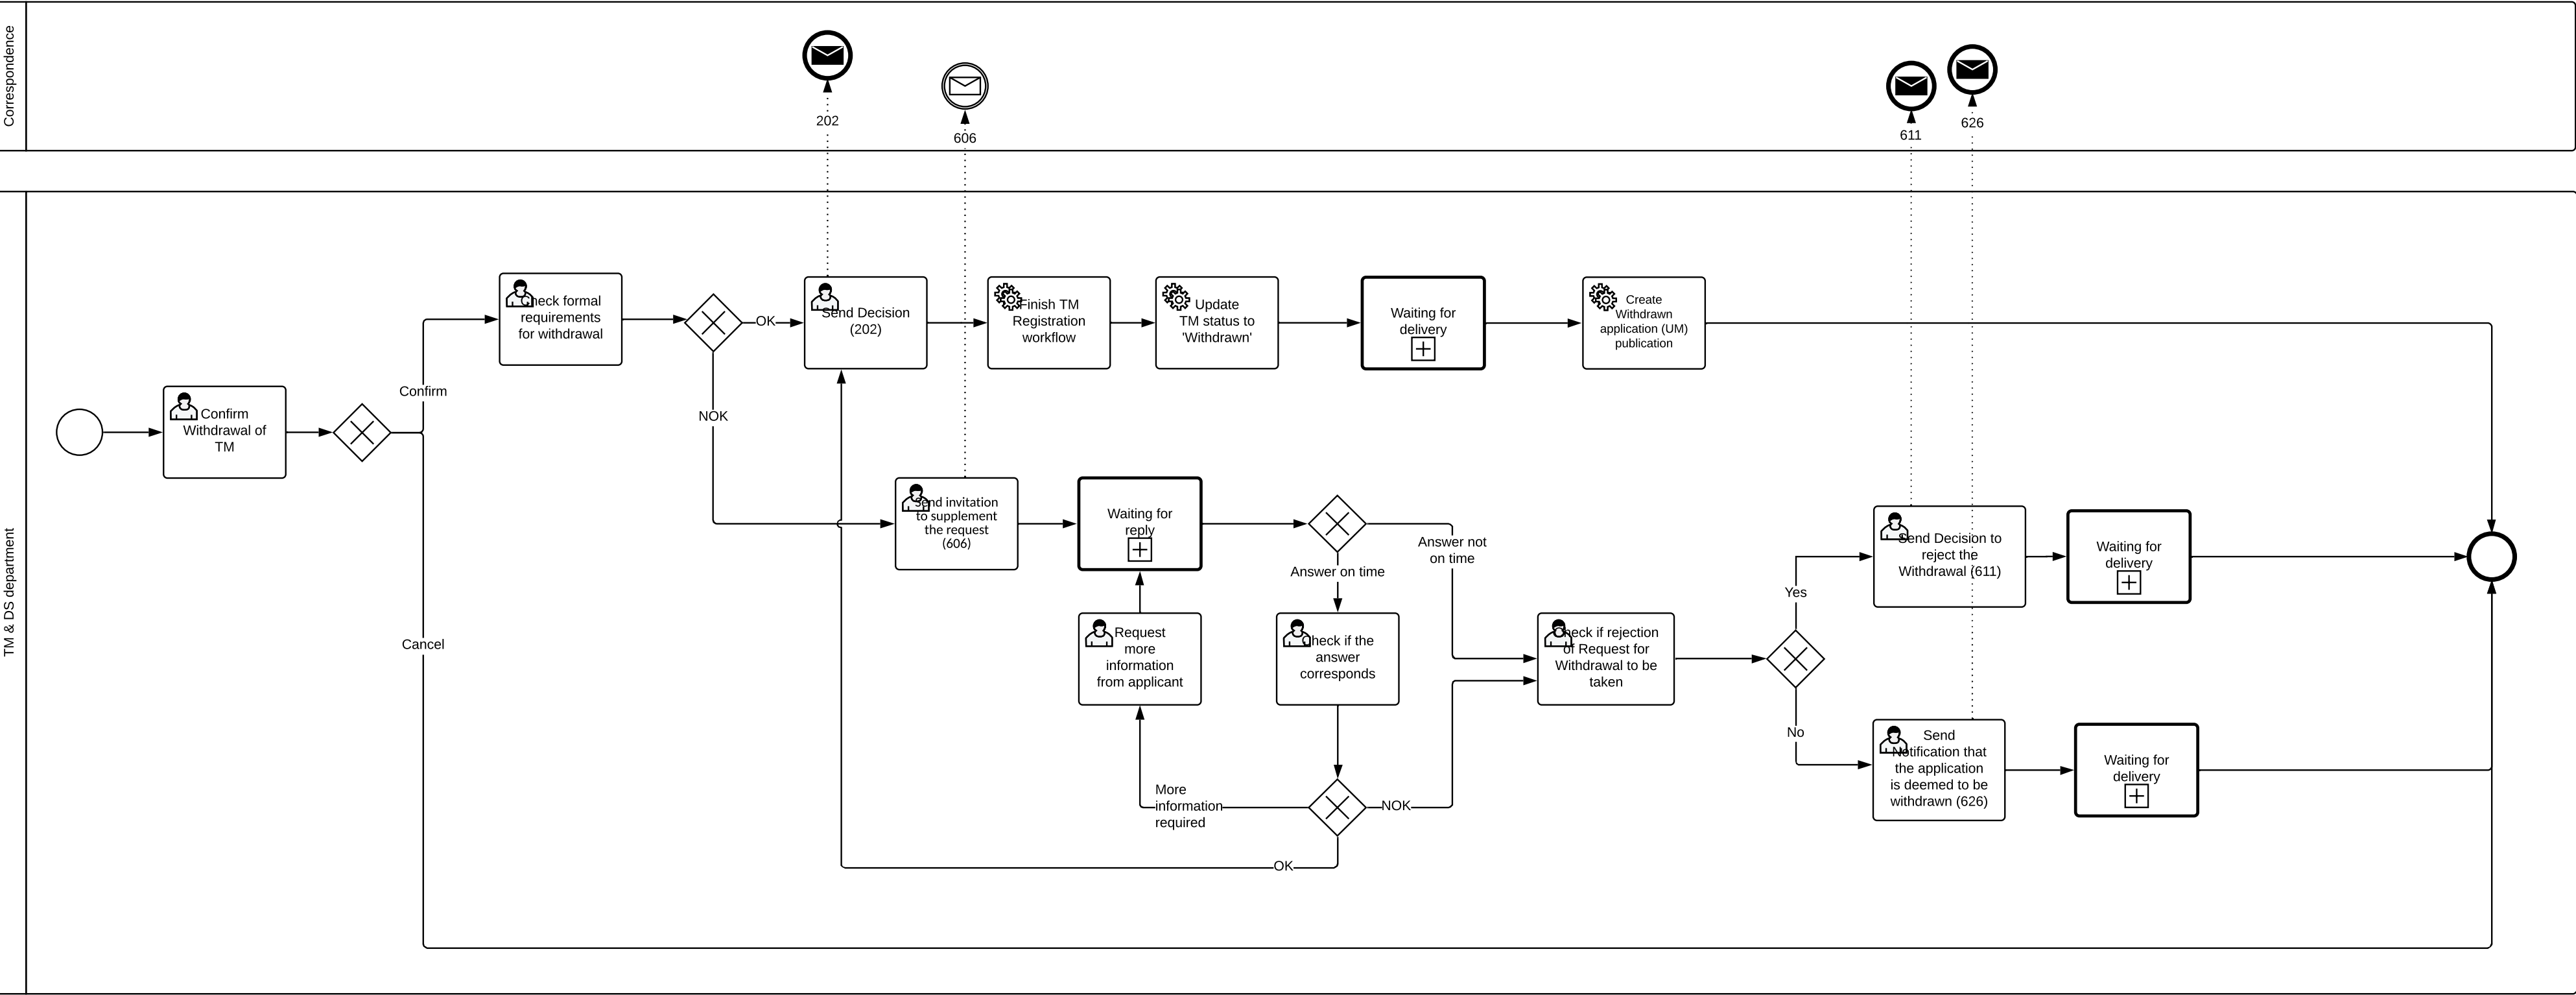 Correspondence
202
606
611
626
TM & DS department
Check formal
requirements
for withdrawal
OK
Send Decision
(202)
Finish TM
Registration
workflow
Update
TM status to
'Withdrawn'
Waiting for
delivery
Create
Withdrawn
application (UM)
publication
Confirm
Confirm
Withdrawal of
TM
NOK
Cancel
Send invitation
to supplement
the request
(606)
Waiting for
reply
Answer on time
Answer not
on time
Request
more
information
from applicant
Check if the
answer
corresponds
More
information
required
NOK
OK
Check if rejection
of Request for
Withdrawal to be
taken
Yes
No
Send Decision to
reject the
Withdrawal (611)
Waiting for
delivery
Send
Notification that
the application
is deemed to be
withdrawn (626)
Waiting for
delivery